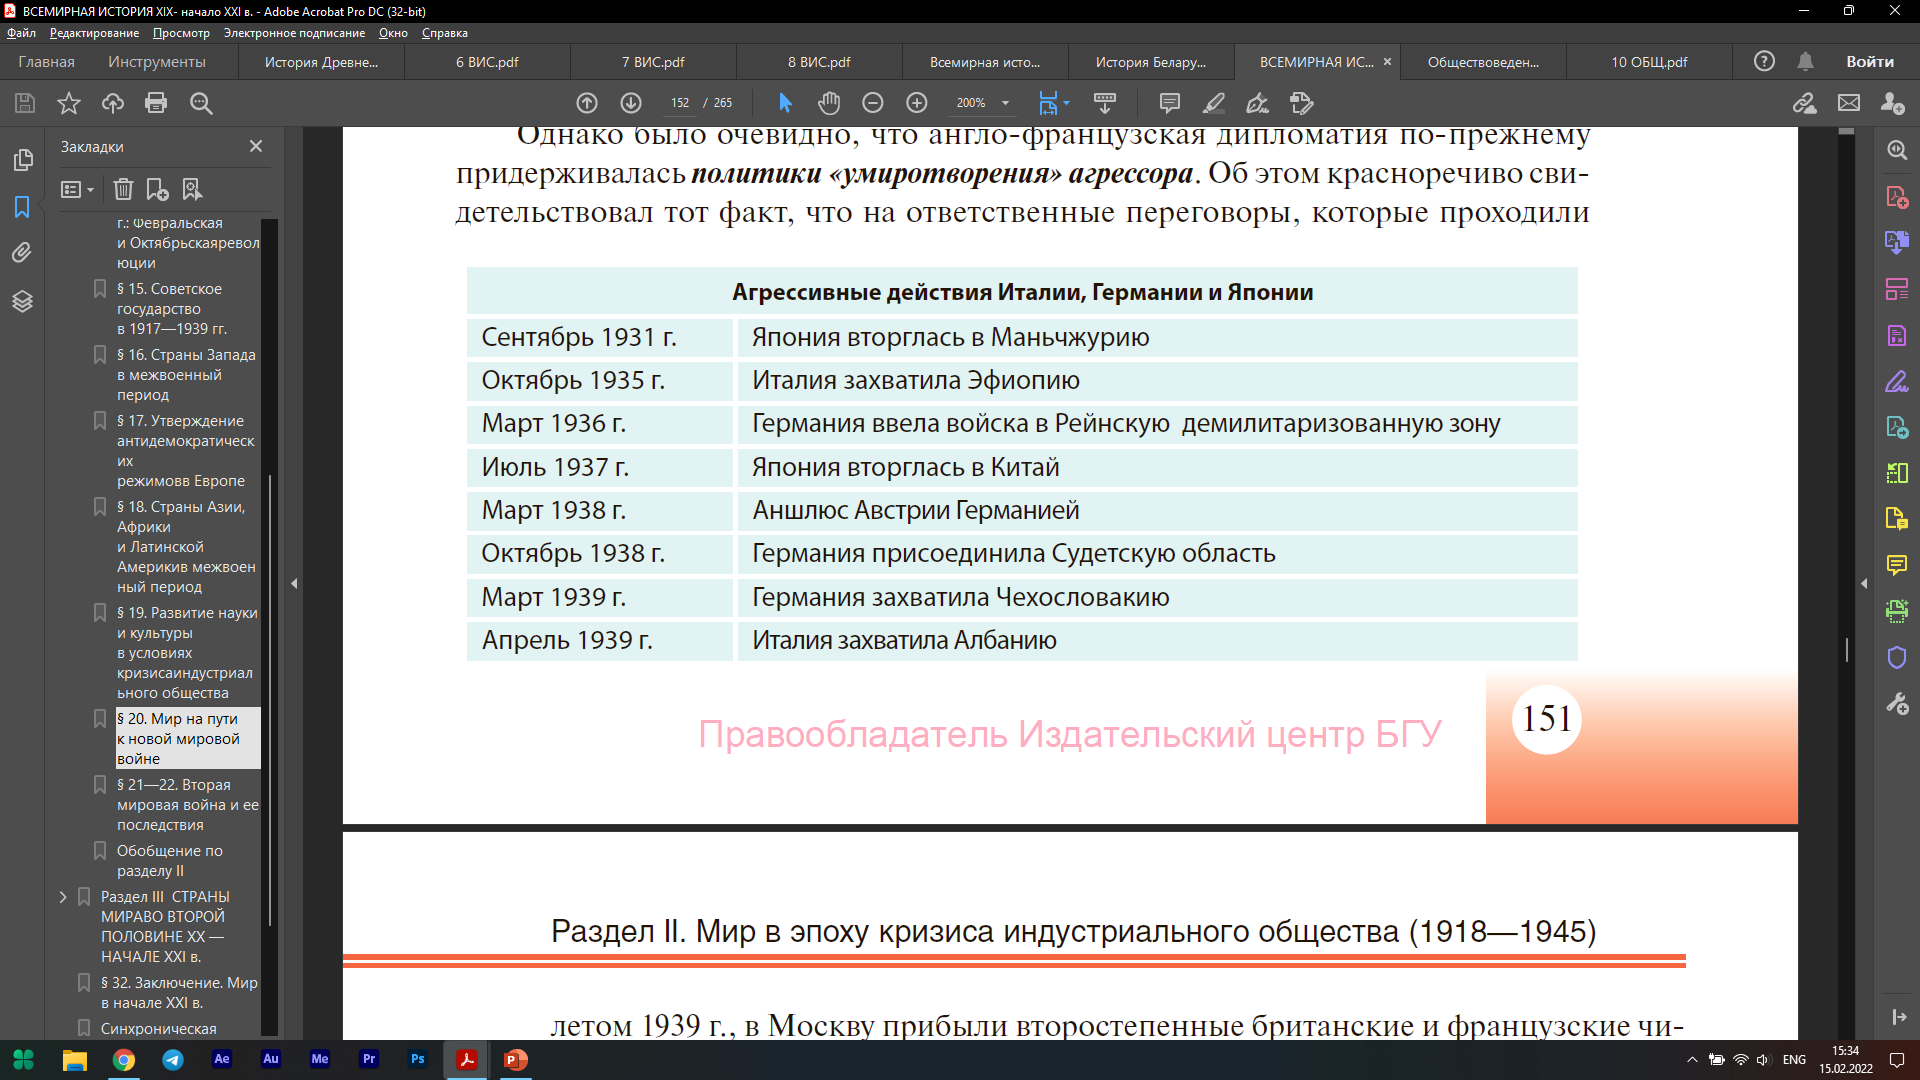 ВСЕМИРНАЯ ИСТОРИЯ XIX- начало XXI в. - Adobe Acrobat Pro DC (32-bit)
Файл Редактирование Просмотр Электронное подписание Окно Справка
Главная Инструменты История Древне... 6 ВИС.pdf 7 ВИС.pdf 8 ВИС.pdf Всемирная исто... История Белару... ВСЕМИРНАЯ ИС... × Обществоведен... 10 ОБЩ.pdf Войти
152 / 265 200%
Закладки
г.: Февральская
и Октябрьскаяревол
юции
§ 15. Советское
государство
в 1917—1939 гг.
§ 16. Страны Запада
в межвоенный
период
§ 17. Утверждение
антидемократическ
их
режимовв Европе
§ 18. Страны Азии,
Африки
и Латинской
Америкив межвоен
ный период
§ 19. Развитие науки
и культуры
в условиях
кризисаиндустриал
ьного общества
§ 20. Мир на пути
к новой мировой
войне
§ 21—22. Вторая
мировая война и ее
последствия
Обобщение по
разделу II
Раздел III СТРАНЫ
МИРАВО ВТОРОЙ
ПОЛОВИНЕ XX —
НАЧАЛЕ XXI в.
§ 32. Заключение. Мир
в начале XXI в.
Синхроническая
Однако было очевидно, что англо-французская дипломатия по-прежнему
придерживалась политики «умиротворения» агрессора. Об этом красноречиво сви-
детельствовал тот факт, что на ответственные переговоры, которые проходили
Агрессивные действия Италии, Германии и Японии
Сентябрь 1931 г. Япония вторглась в Маньчжурию
Октябрь 1935 г. Италия захватила Эфиопию
Март 1936 г. Германия ввела войска в Рейнскую демилитаризованную зону
Июль 1937 г. Япония вторглась в Китай
Март 1938 г. Аншлюс Австрии Германией
Октябрь 1938 г. Германия присоединила Судетскую область
Март 1939 г. Германия захватила Чехословакию
Апрель 1939 г. Италия захватила Албанию
151
Правообладатель Издательский центр БГУ
Раздел II. Мир в эпоху кризиса индустриального общества (1918—1945)
летом 1939 г., в Москву прибыли второстепенные британские и французские чи-
Ae Au Me Pr Ps P ENG 15:34
15.02.2022